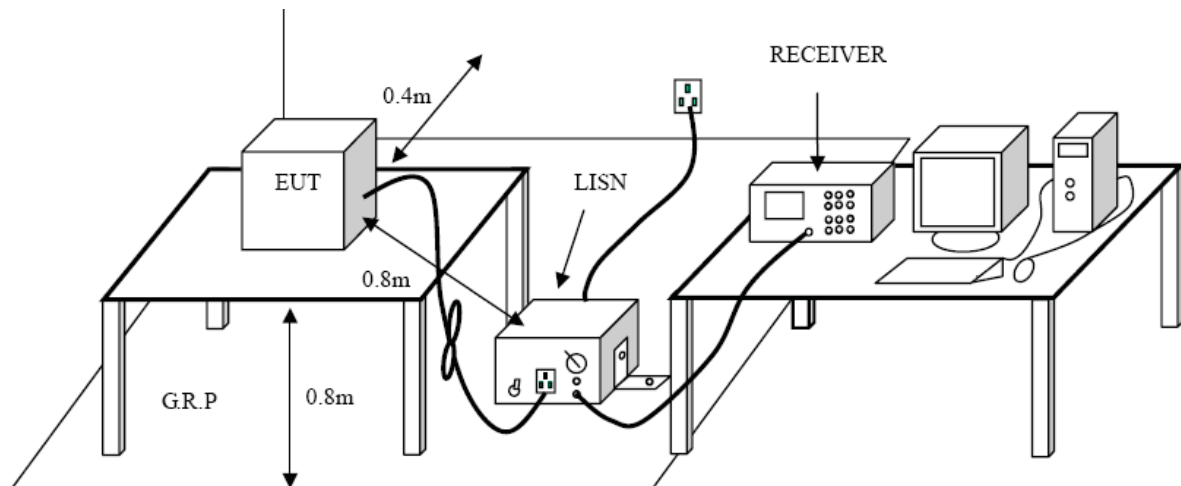 RECEIVER
0.4m
EUT
LISN
0.8m
G.R.P
0.8m